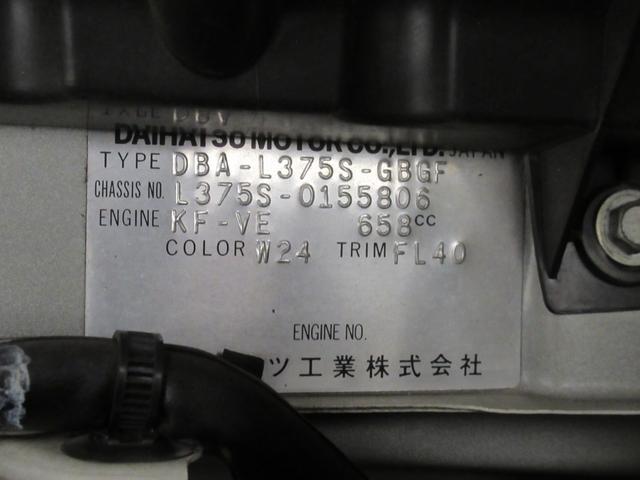 DAIHATSU MOTOR CO., LTD. JAPAN
TYPE DBA-L375S-GBGF
CHASSIS NO. L375S-0155806
ENGINE KF-VE 658CC
COLOR W24 TRIM FL40
ENGINE NO.
ツ工業株式会社